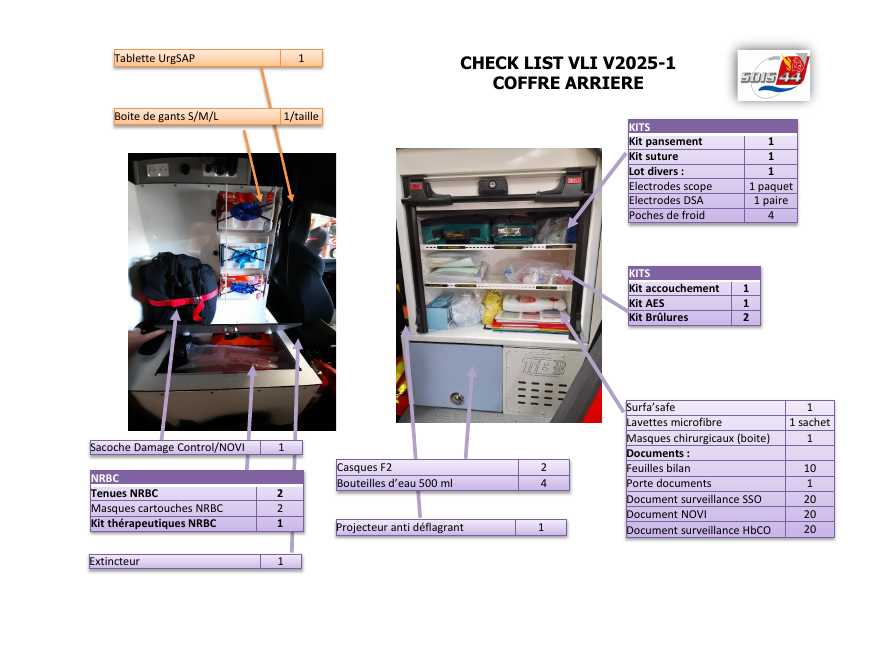 Tablette UrgSAP 1
CHECK LIST VLI V2025-1
COFFRE ARRIERE
SDIS 44
Boite de gants S/M/L 1/taille
KITS
Kit pansement 1
Kit suture 1
Lot divers : 1
Electrodes scope 1 paquet
Electrodes DSA 1 paire
Poches de froid 4
KITS
Kit accouchement 1
Kit AES 1
Kit Brûlures 2
Surfa’safe 1
Lavettes microfibre 1 sachet
Masques chirurgicaux (boite) 1
Documents :
Feuilles bilan 10
Porte documents 1
Document surveillance SSO 20
Document NOVI 20
Document surveillance HbCO 20
Sacoche Damage Control/NOVI 1
NRBC
Tenues NRBC 2
Masques cartouches NRBC 2
Kit thérapeutiques NRBC 1
Extincteur 1
Casques F2 2
Bouteilles d’eau 500 ml 4
Projecteur anti déflagrant 1